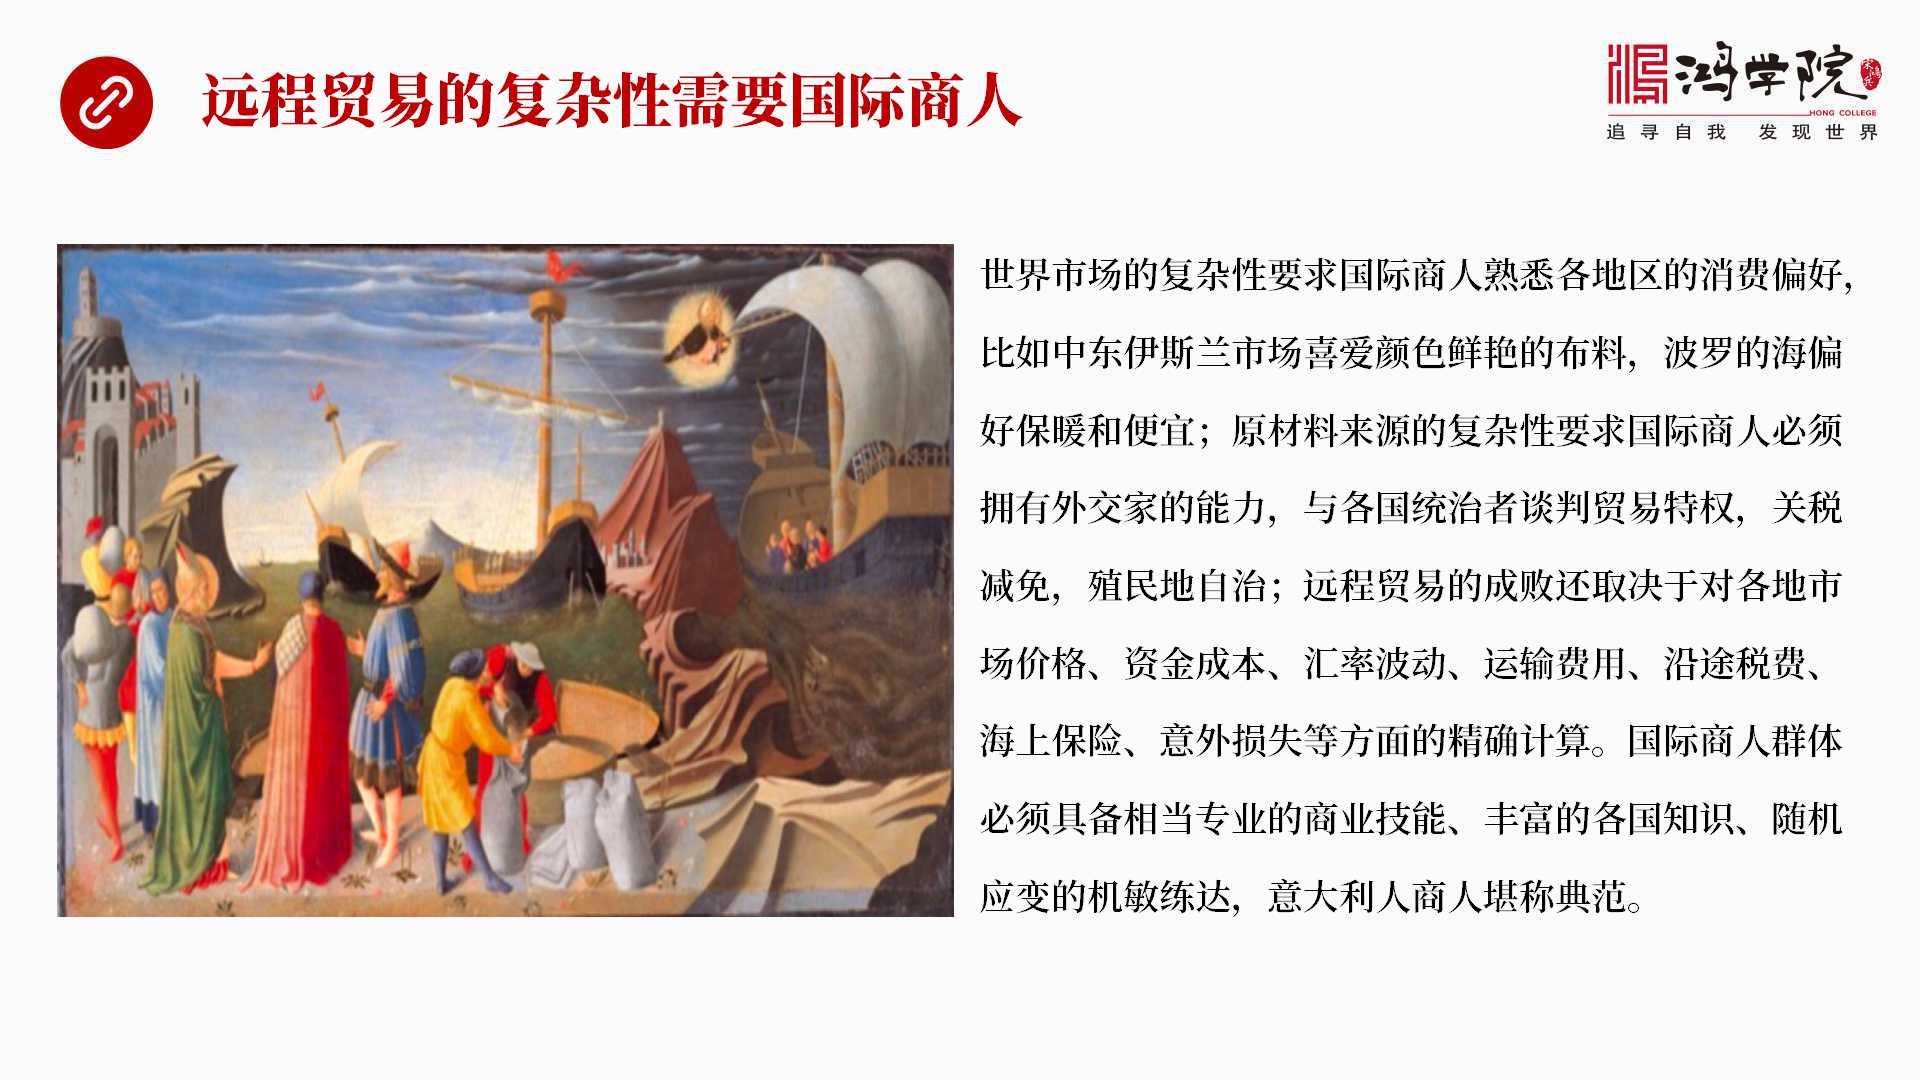 远程贸易的复杂性需要国际商人
鸿学院
宋鸿兵
HONG COLLEGE
追寻自我 发现世界
世界市场的复杂性要求国际商人熟悉各地区的消费偏好，
比如中东伊斯兰市场喜爱颜色鲜艳的布料，波罗的海偏
好保暖和便宜；原材料来源的复杂性要求国际商人必须
拥有外交家的能力，与各国统治者谈判贸易特权，关税
减免，殖民地自治；远程贸易的成败还取决于对各地市
场价格、资金成本、汇率波动、运输费用、沿途税费、
海上保险、意外损失等方面的精确计算。国际商人群体
必须具备相当专业的商业技能、丰富的各国知识、随机
应变的机敏练达，意大利人商人堪称典范。